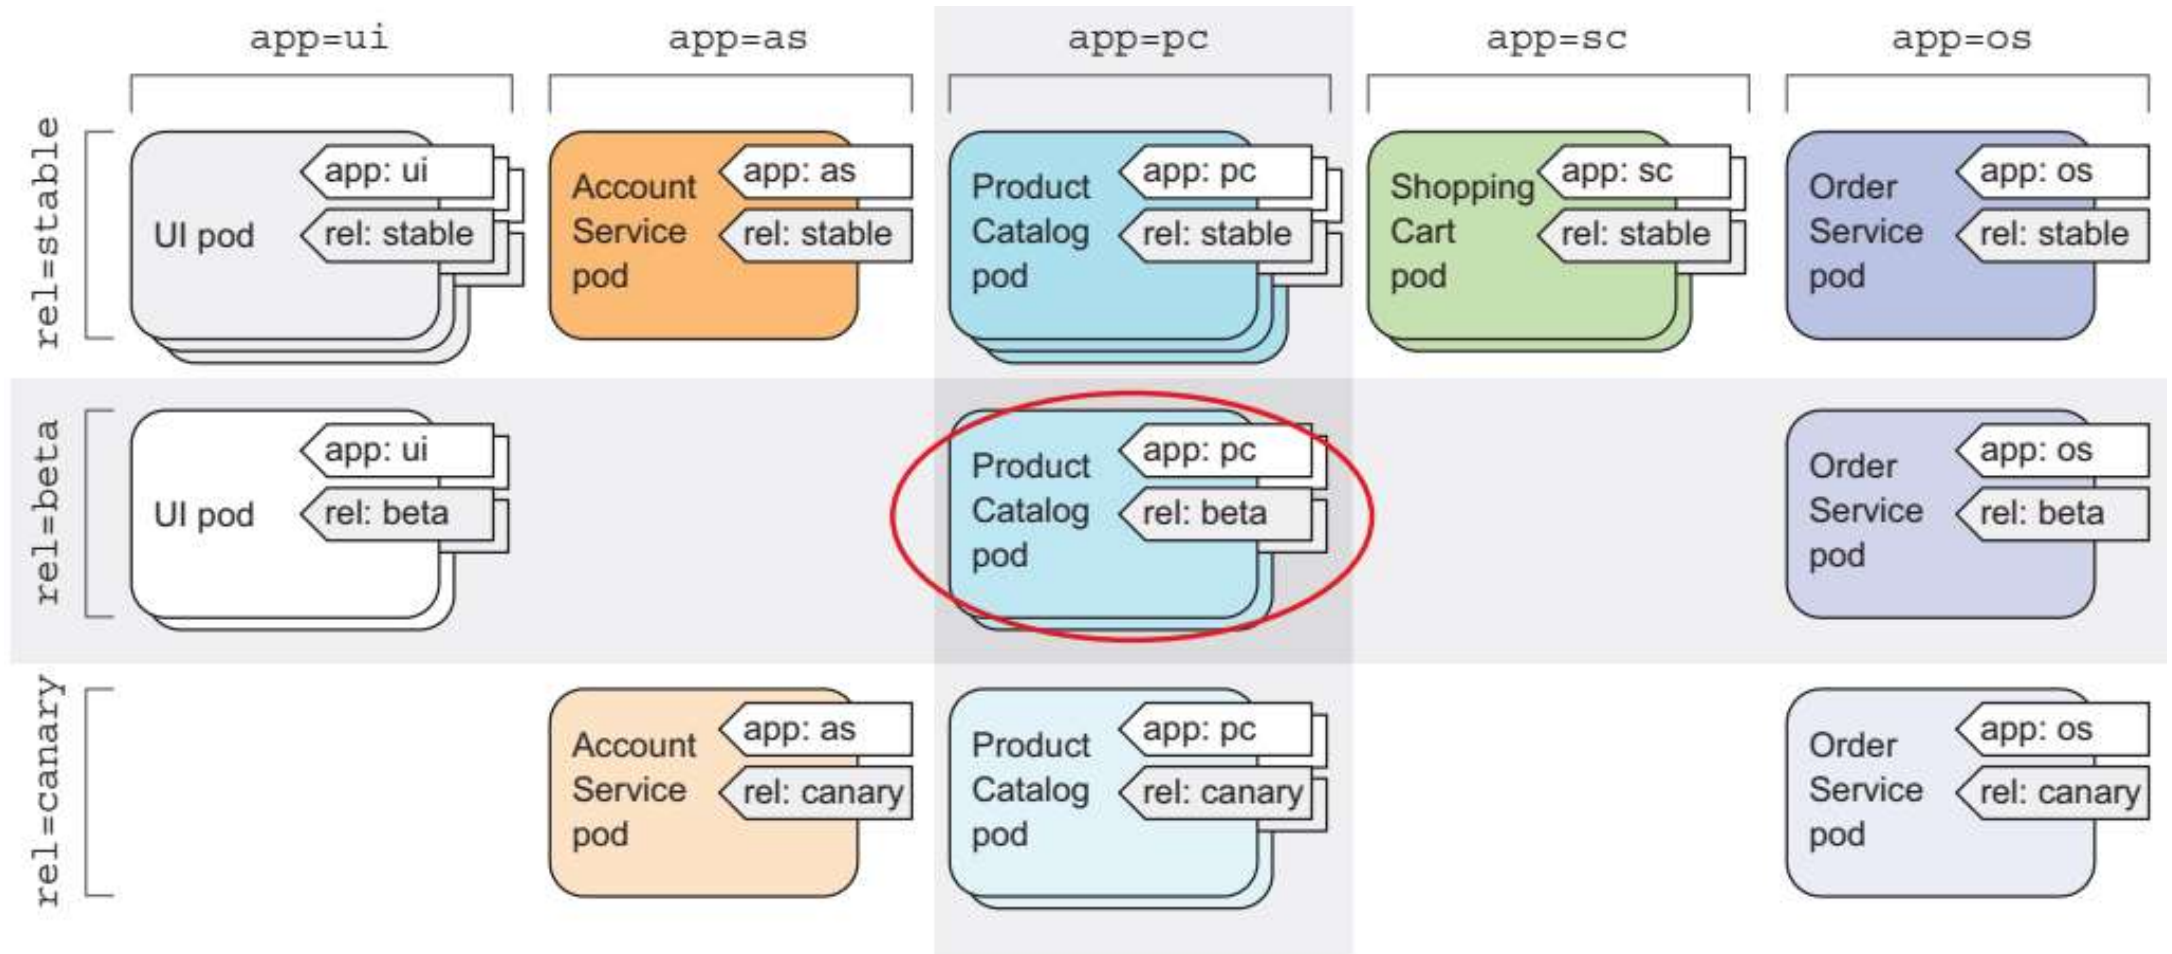 app=ui
app=as
app=pc
app=sc
app=os
rel=stable
UI pod
app: ui
rel: stable
Account
Service
pod
app: as
rel: stable
Product
Catalog
pod
app: pc
rel: stable
Shopping
Cart
pod
app: sc
rel: stable
Order
Service
pod
app: os
rel: stable
rel=beta
UI pod
app: ui
rel: beta
Product
Catalog
pod
app: pc
rel: beta
Order
Service
pod
app: os
rel: beta
rel=canary
Account
Service
pod
app: as
rel: canary
Product
Catalog
pod
app: pc
rel: canary
Order
Service
pod
app: os
rel: canary